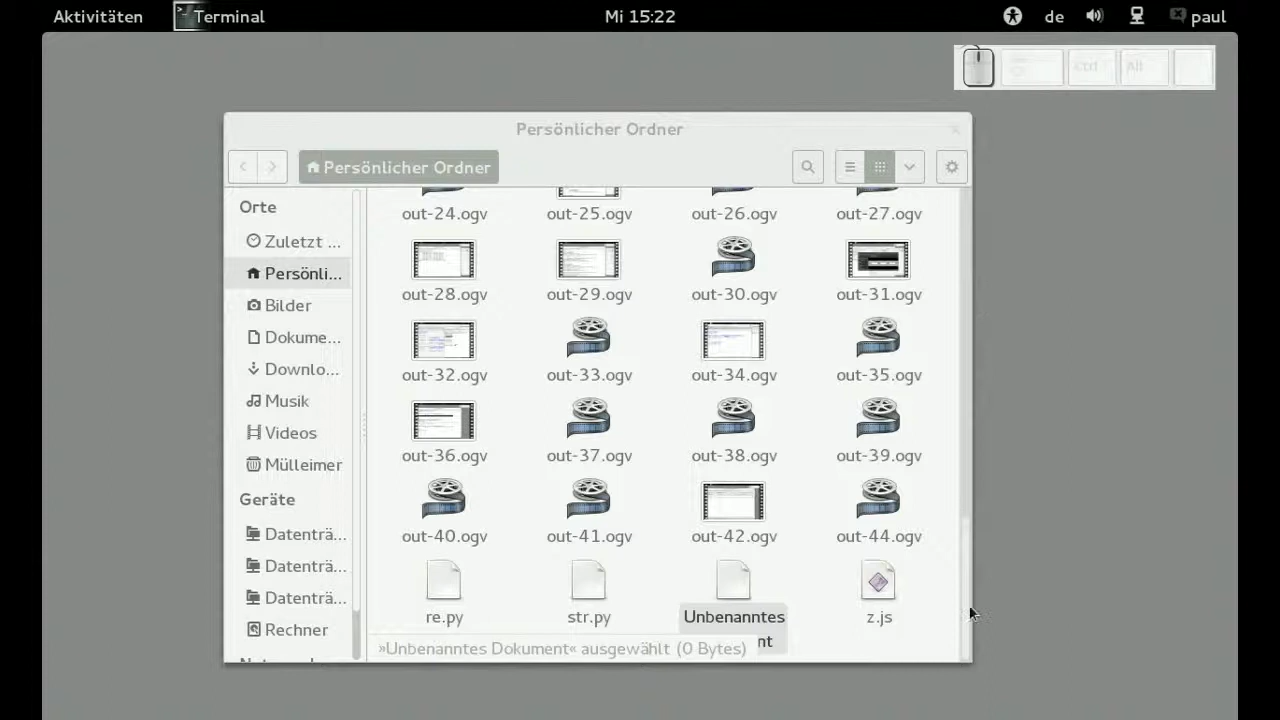 Aktivitäten Terminal Mi 15:22 de paul
Ctrl Alt
Persönlicher Ordner
Persönlicher Ordner
Orte
Zuletzt ...
Persönli...
Bilder
Dokume...
Downlo...
Musik
Videos
Mülleimer
Geräte
Datenträ...
Datenträ...
Datenträ...
Rechner
out-24.ogv out-25.ogv out-26.ogv out-27.ogv
out-28.ogv out-29.ogv out-30.ogv out-31.ogv
out-32.ogv out-33.ogv out-34.ogv out-35.ogv
out-36.ogv out-37.ogv out-38.ogv out-39.ogv
out-40.ogv out-41.ogv out-42.ogv out-44.ogv
re.py str.py Unbenanntes z.js
nt
»Unbenanntes Dokument« ausgewählt (0 Bytes)